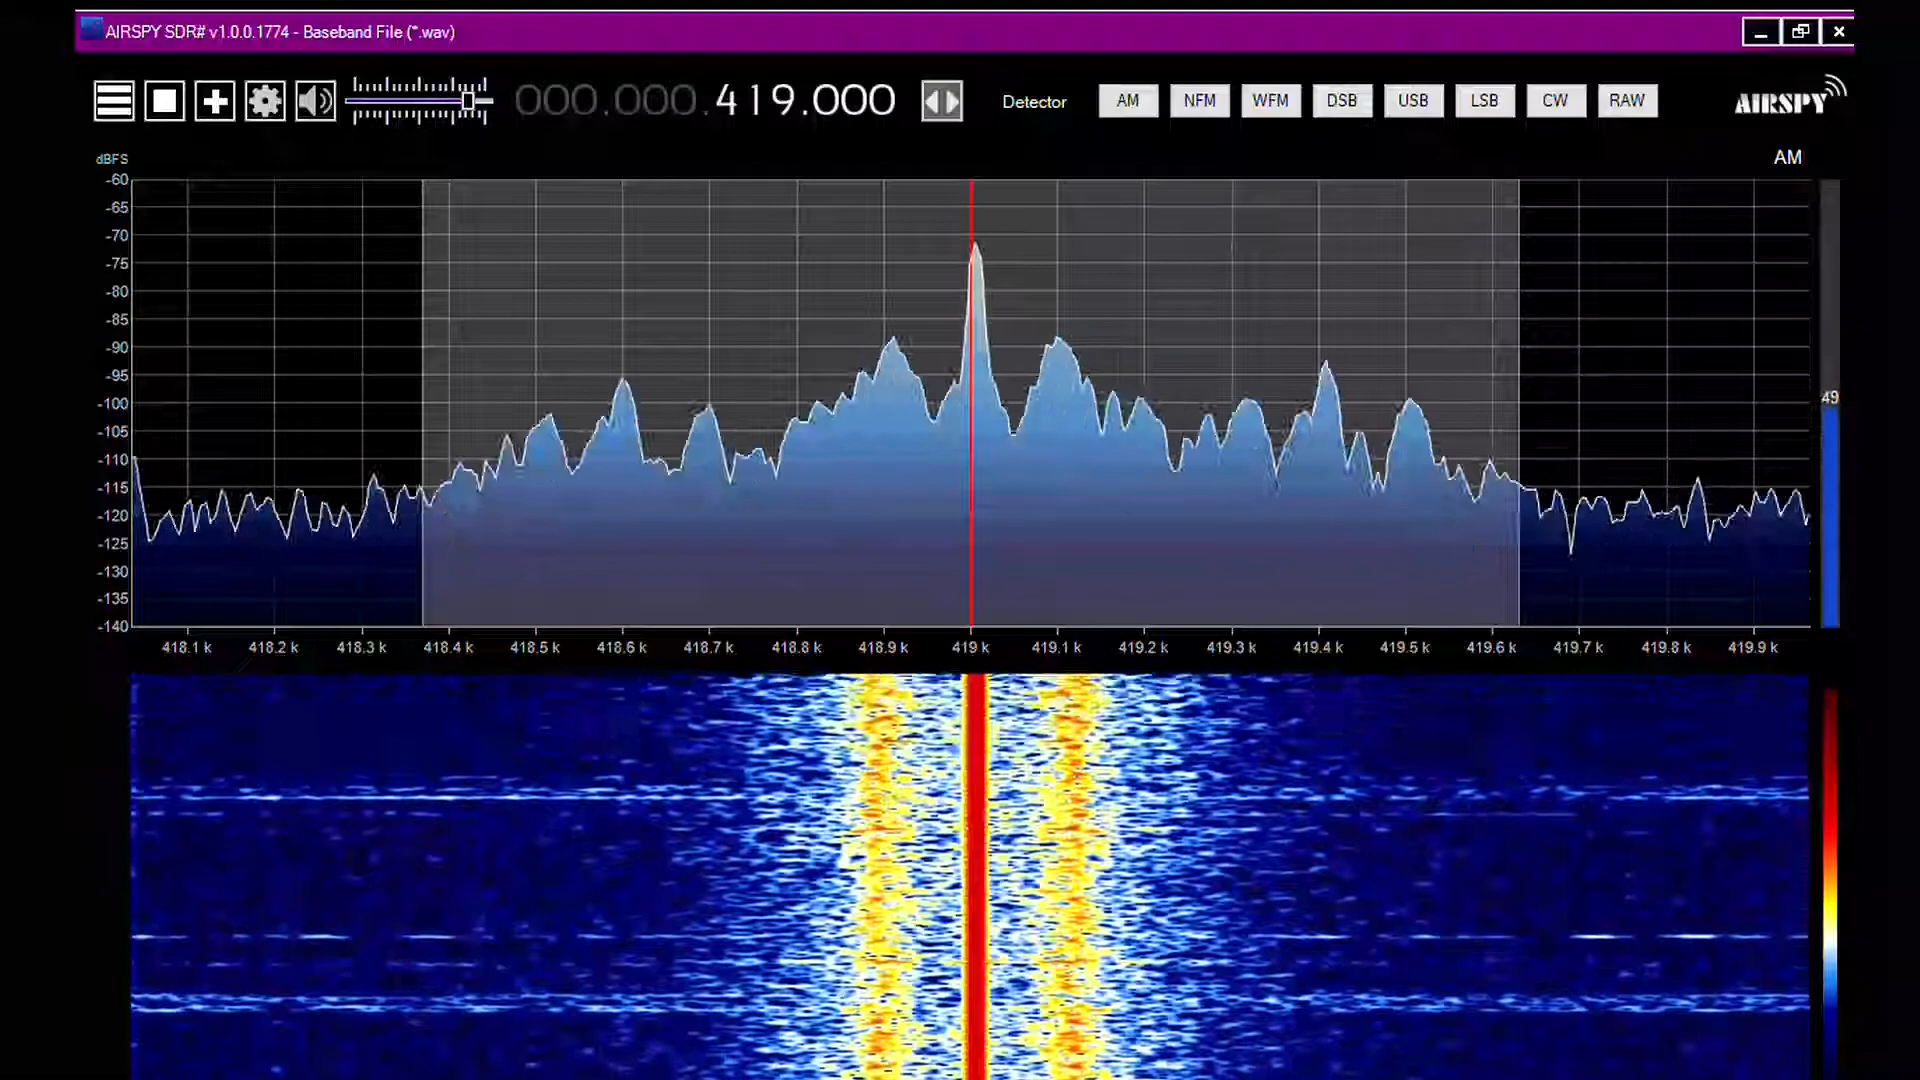 AIRSPY SDR# v1.0.0.1774 - Baseband File (*.wav)
000.000.419.000
Detector
AM
NFM
WFM
DSB
USB
LSB
CW
RAW
AIRSPY
dBFS
AM
-60
-65
-70
-75
-80
-85
-90
-95
-100
-105
-110
-115
-120
-125
-130
-135
-140
49
418.1 k 418.2 k 418.3 k 418.4 k 418.5 k 418.6 k 418.7 k 418.8 k 418.9 k 419 k 419.1 k 419.2 k 419.3 k 419.4 k 419.5 k 419.6 k 419.7 k 419.8 k 419.9 k